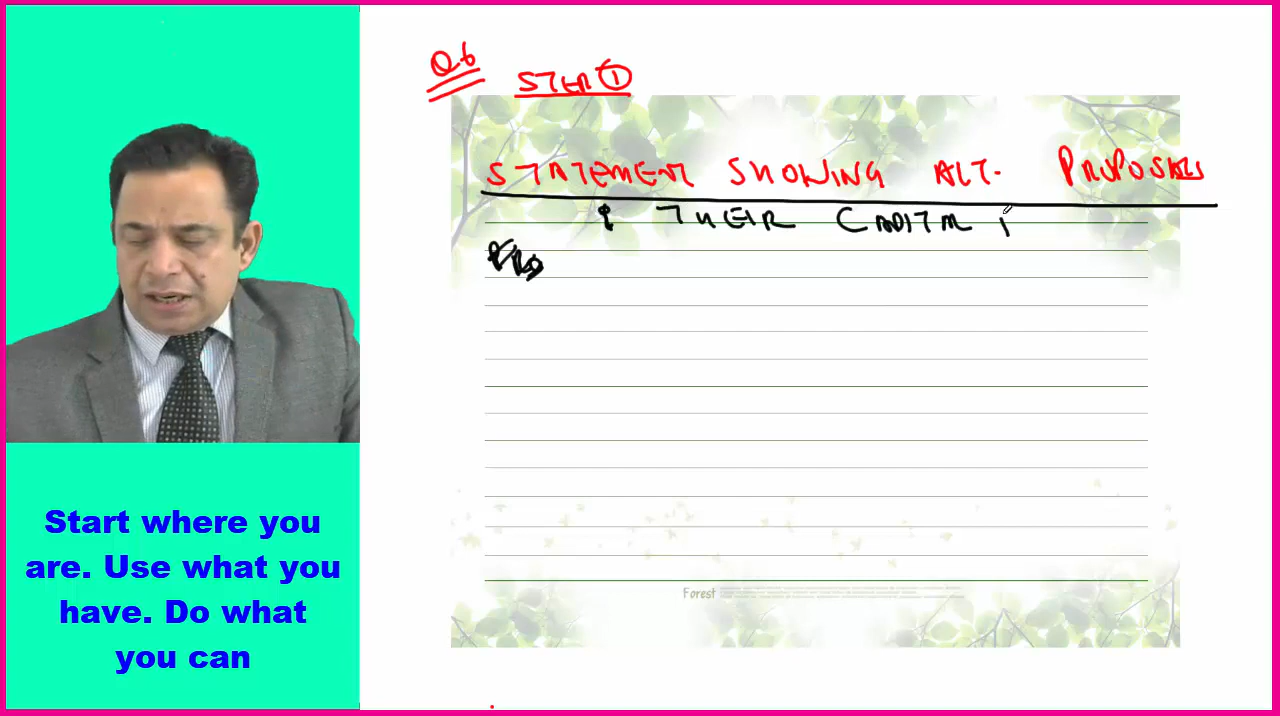 Q6
STEP ①
STATEMENT SHOWING ALT. PROPOSALS
& THEIR CAPITAL
Start where you
are. Use what you
have. Do what
you can
Forest